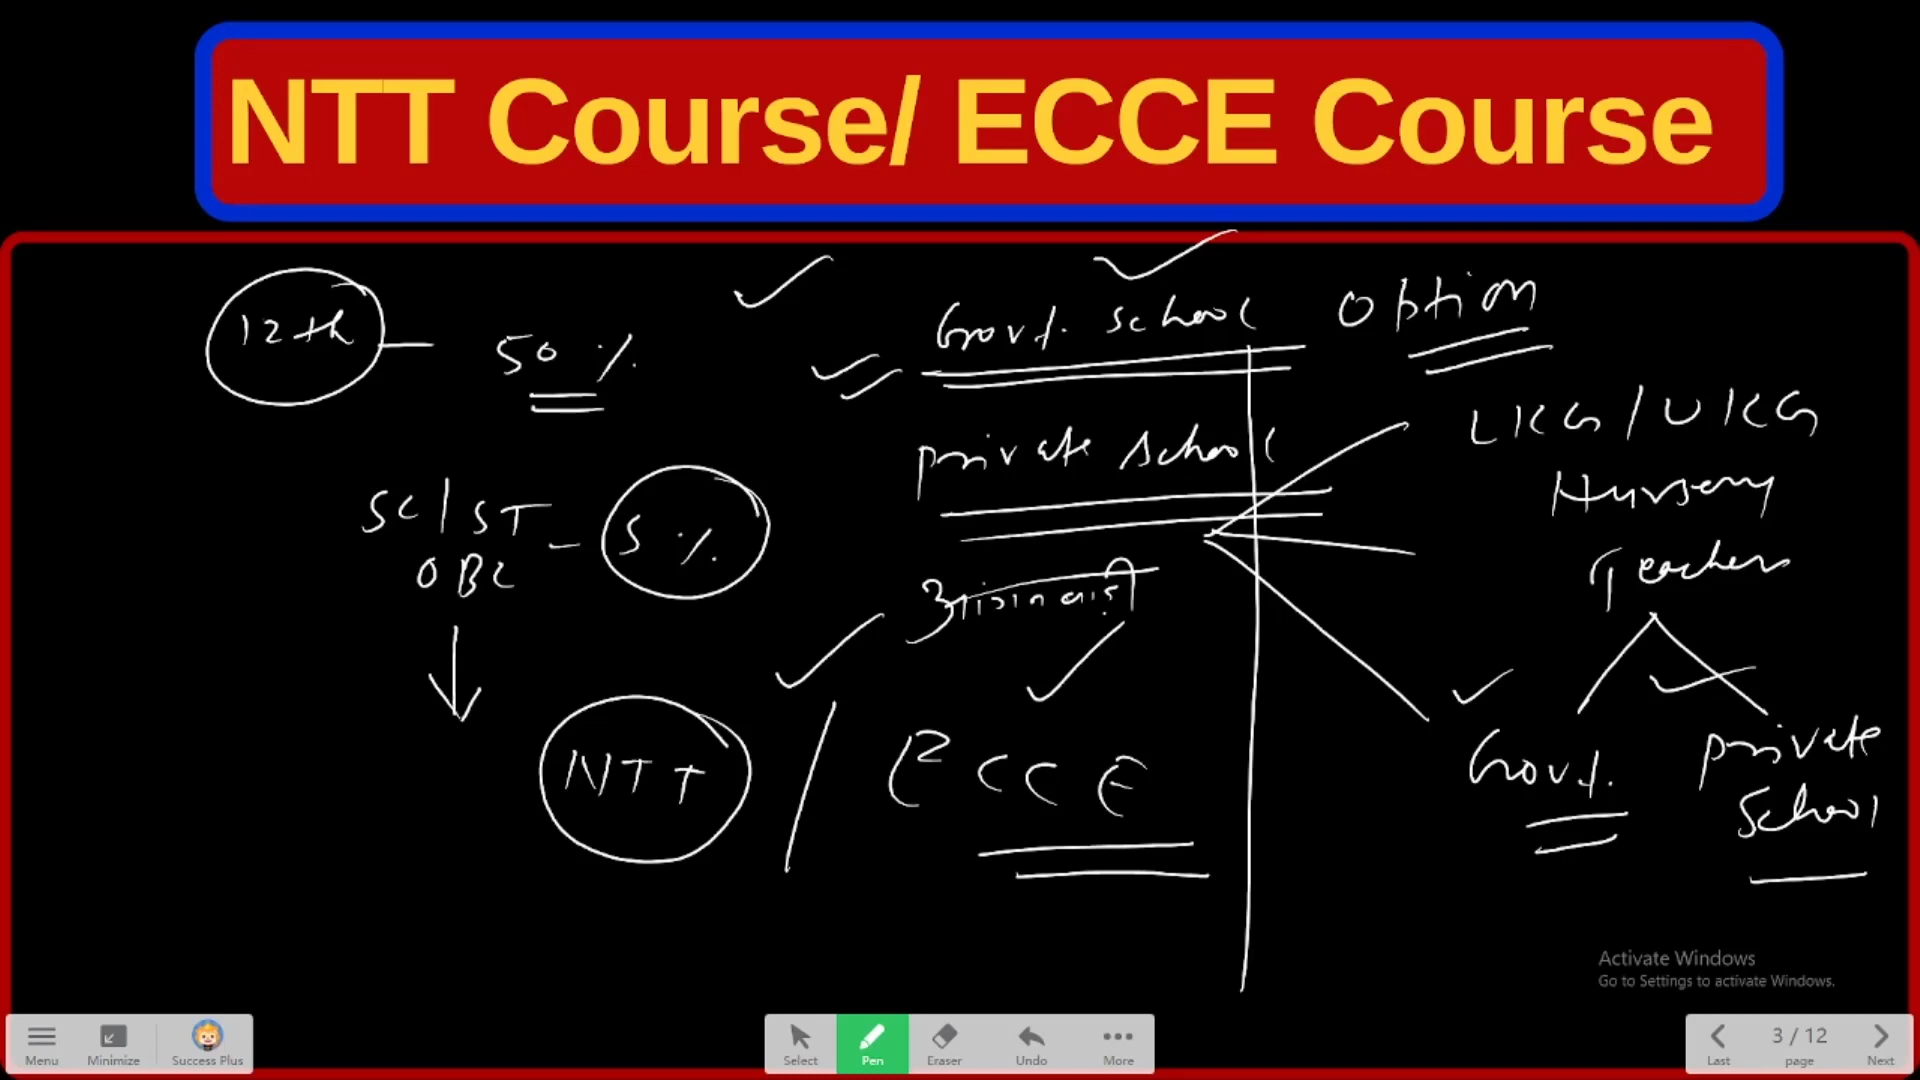 NTT Course/ ECCE Course
12th - 50 %
SC/ST
OBC - 5 %
NTT / ECCE
Govt. school
private school
आंगनबाड़ी
option
LKG/UKG
Nursery
Teacher
Govt.
private
School
Activate Windows
Go to Settings to activate Windows.
Menu
Minimize
Success Plus
Select
Pen
Eraser
Undo
More
Last
3 / 12
page
Next